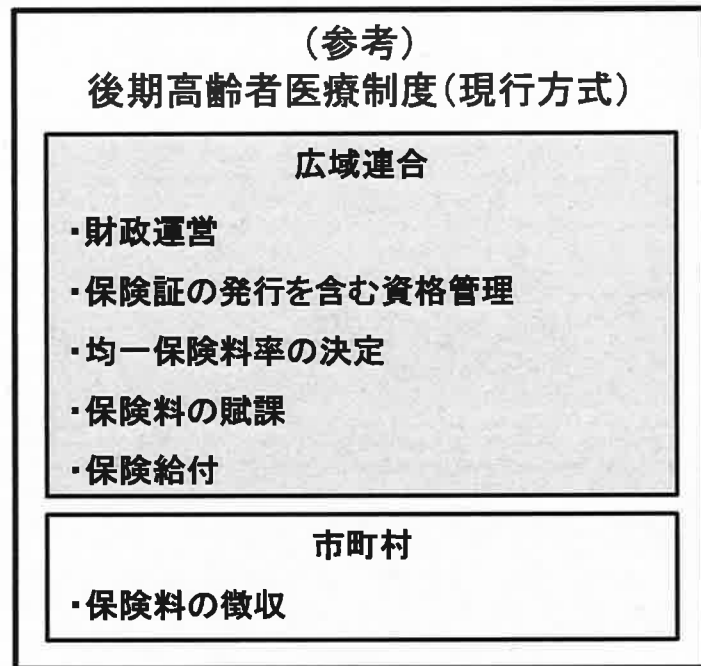 (参考)
後期高齢者医療制度(現行方式)
広域連合
・財政運営
・保険証の発行を含む資格管理
・均一保険料率の決定
・保険料の賦課
・保険給付
市町村
・保険料の徴収